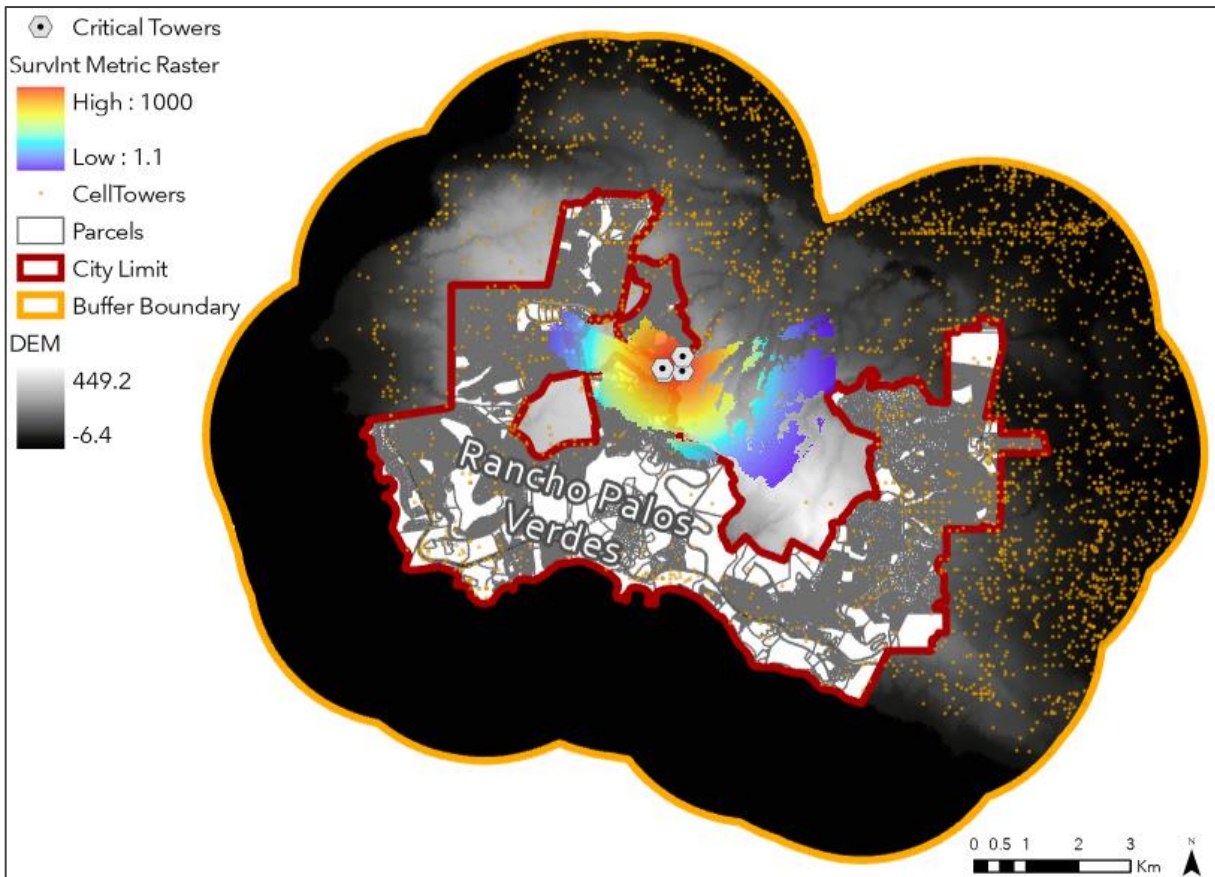 Critical Towers
SurvInt Metric Raster
High : 1000
Low : 1.1
CellTowers
Parcels
City Limit
Buffer Boundary
DEM
449.2
-6.4
Rancho Palos
Verdes
0 0.5 1 2 3
Km
N